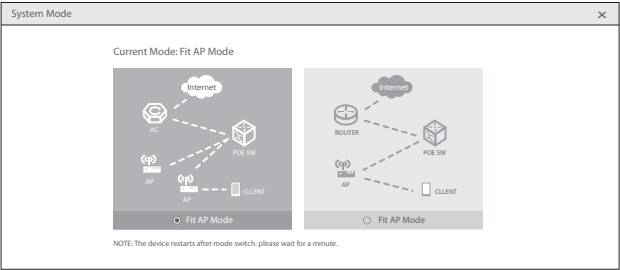 System Mode
Current Mode: Fit AP Mode
Internet
AC
POE SW
AP
AP
CLLENT
Fit AP Mode
Internet
ROUTER
POE SW
AP
CLLENT
Fit AP Mode
NOTE: The device restarts after mode switch. please wait for a minute.